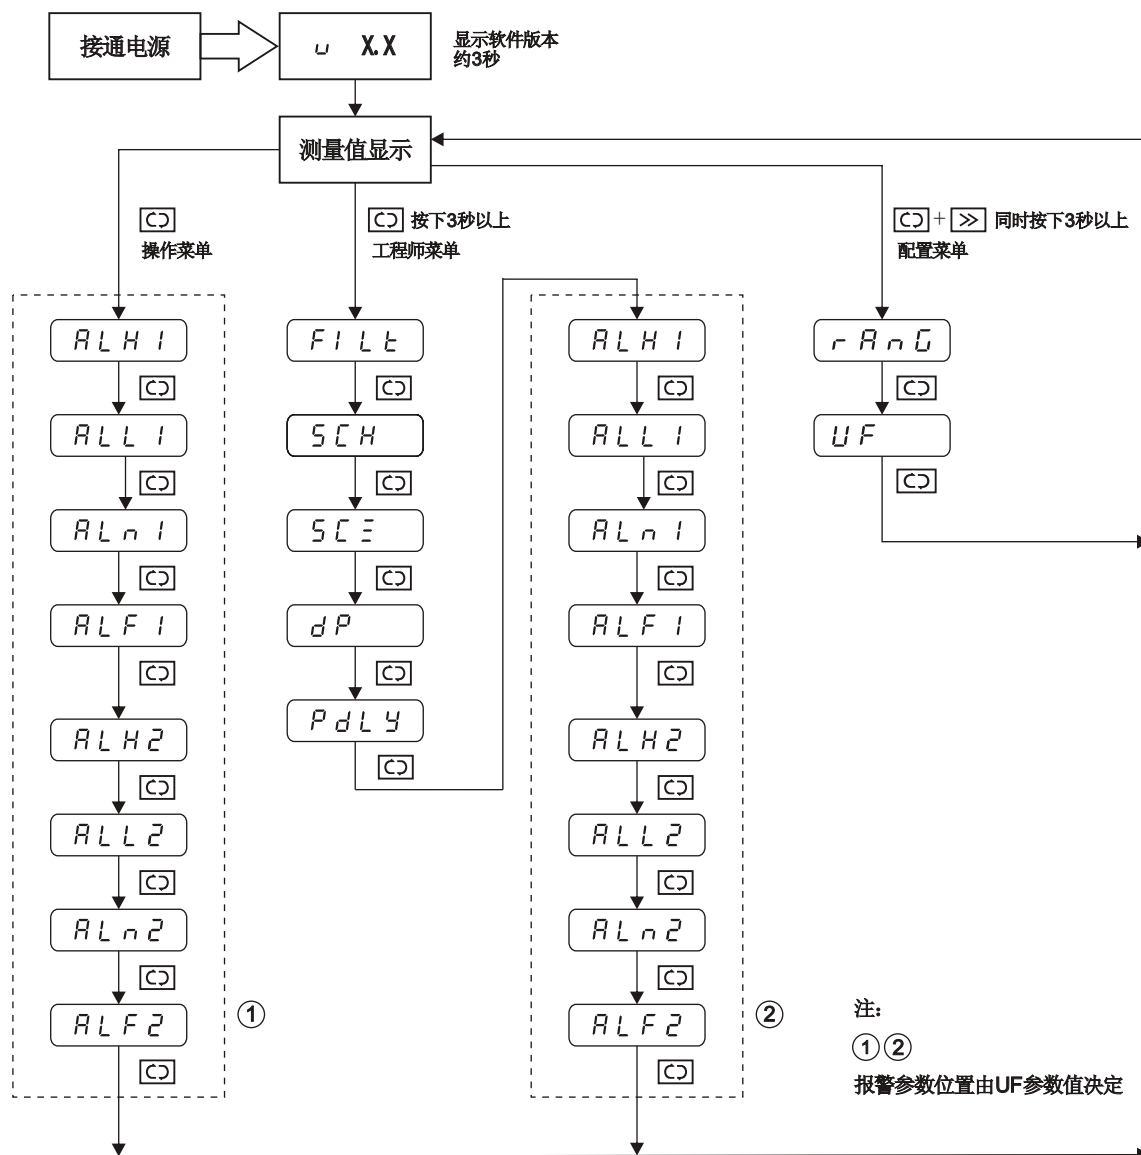 接通电源
υ X.X
显示软件版本
约3秒
测量值显示
操作菜单
按下3秒以上
工程师菜单
+
同时按下3秒以上
配置菜单
ALH1
ALL1
ALn1
ALF1
ALH2
ALL2
ALn2
ALF2
①
FILt
SCH
SCΞ
dP
PdLY
ALH1
ALL1
ALn1
ALF1
ALH2
ALL2
ALn2
ALF2
②
rAnG
UF
注:
①②
报警参数位置由UF参数值决定